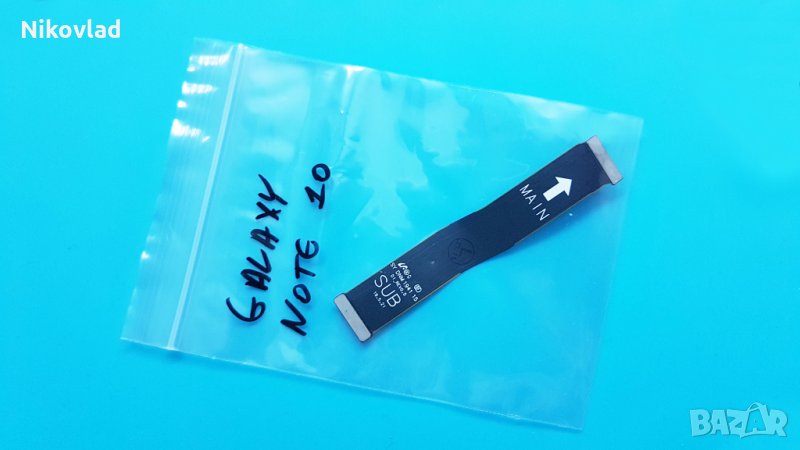 Nikovlad
GALAXY
NOTE 10
MAIN
SUB
BAZAR